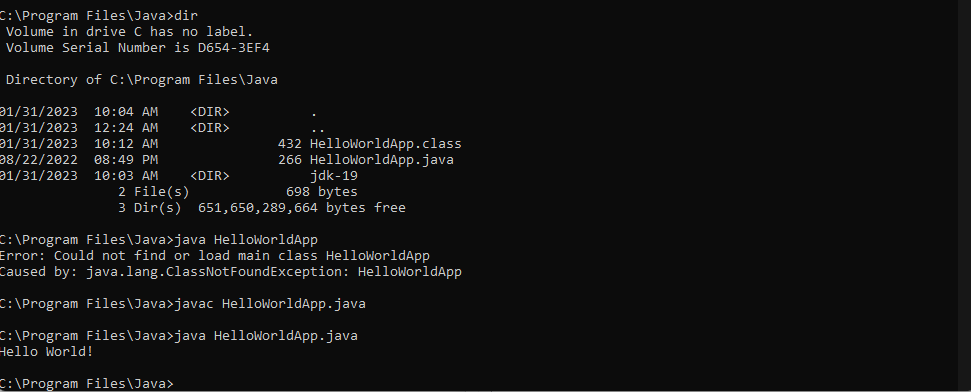 C:\Program Files\Java>dir
 Volume in drive C has no label.
 Volume Serial Number is D654-3EF4

 Directory of C:\Program Files\Java

01/31/2023  10:04 AM    <DIR>          .
01/31/2023  12:24 AM    <DIR>          ..
01/31/2023  10:12 AM               432 HelloWorldApp.class
08/22/2022  08:49 PM               266 HelloWorldApp.java
01/31/2023  10:03 AM    <DIR>          jdk-19
               2 File(s)            698 bytes
               3 Dir(s)  651,650,289,664 bytes free

C:\Program Files\Java>java HelloWorldApp
Error: Could not find or load main class HelloWorldApp
Caused by: java.lang.ClassNotFoundException: HelloWorldApp

C:\Program Files\Java>javac HelloWorldApp.java

C:\Program Files\Java>java HelloWorldApp.java
Hello World!

C:\Program Files\Java>